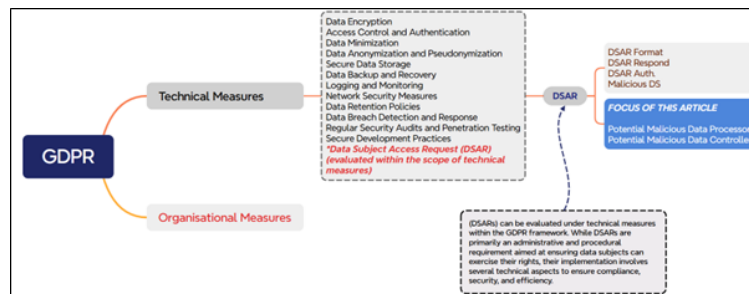 GDPR
Technical Measures
Organisational Measures
Data Encryption
Access Control and Authentication
Data Minimization
Data Anonymization and Pseudonymization
Secure Data Storage
Data Backup and Recovery
Logging and Monitoring
Network Security Measures
Data Retention Policies
Data Breach Detection and Response
Regular Security Audits and Penetration Testing
Secure Development Practices
*Data Subject Access Request (DSAR)
(evaluated within the scope of technical
measures)
DSAR
DSAR Format
DSAR Respond
DSAR Auth.
Malicious DS
FOCUS OF THIS ARTICLE
Potential Malicious Data Processor
Potential Malicious Data Controlle
(DSARs) can be evaluated under technical measures
within the GDPR framework. While DSARs are
primarily an administrative and procedural
requirement aimed at ensuring data subjects can
exercise their rights, their implementation involves
several technical aspects to ensure compliance,
security, and efficiency.